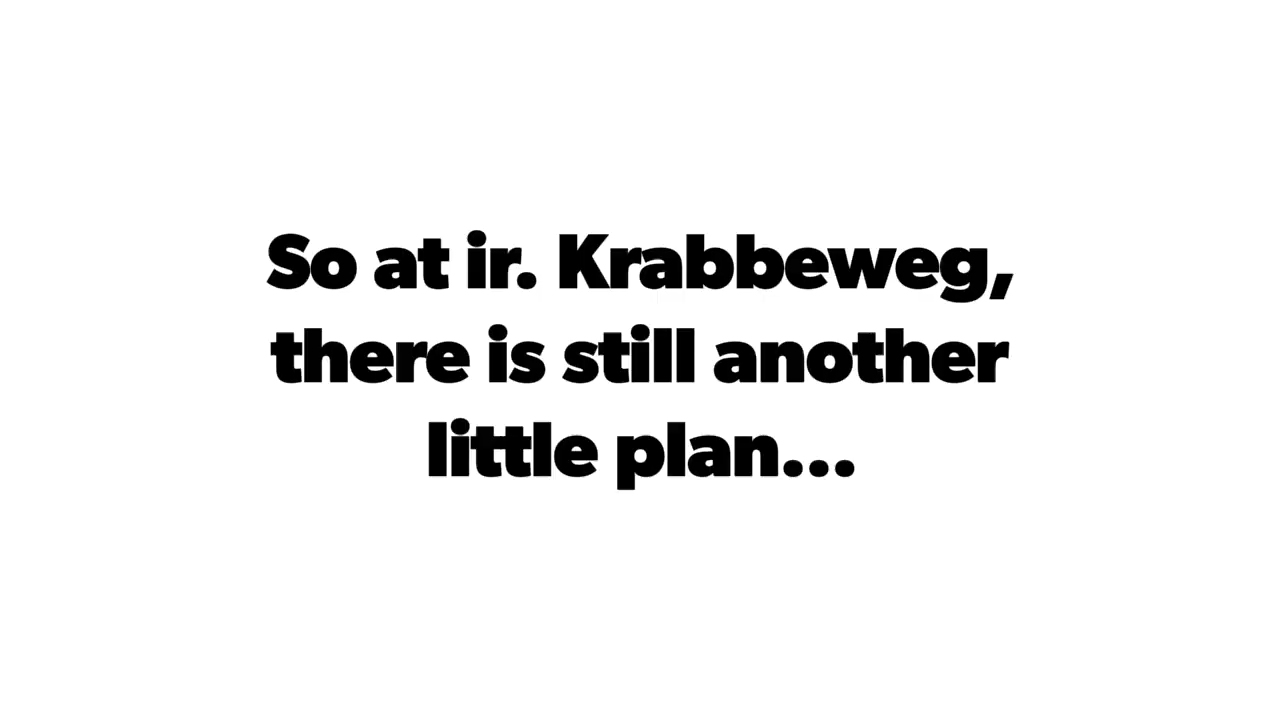 So at ir. Krabbeweg,
there is still another
little plan...